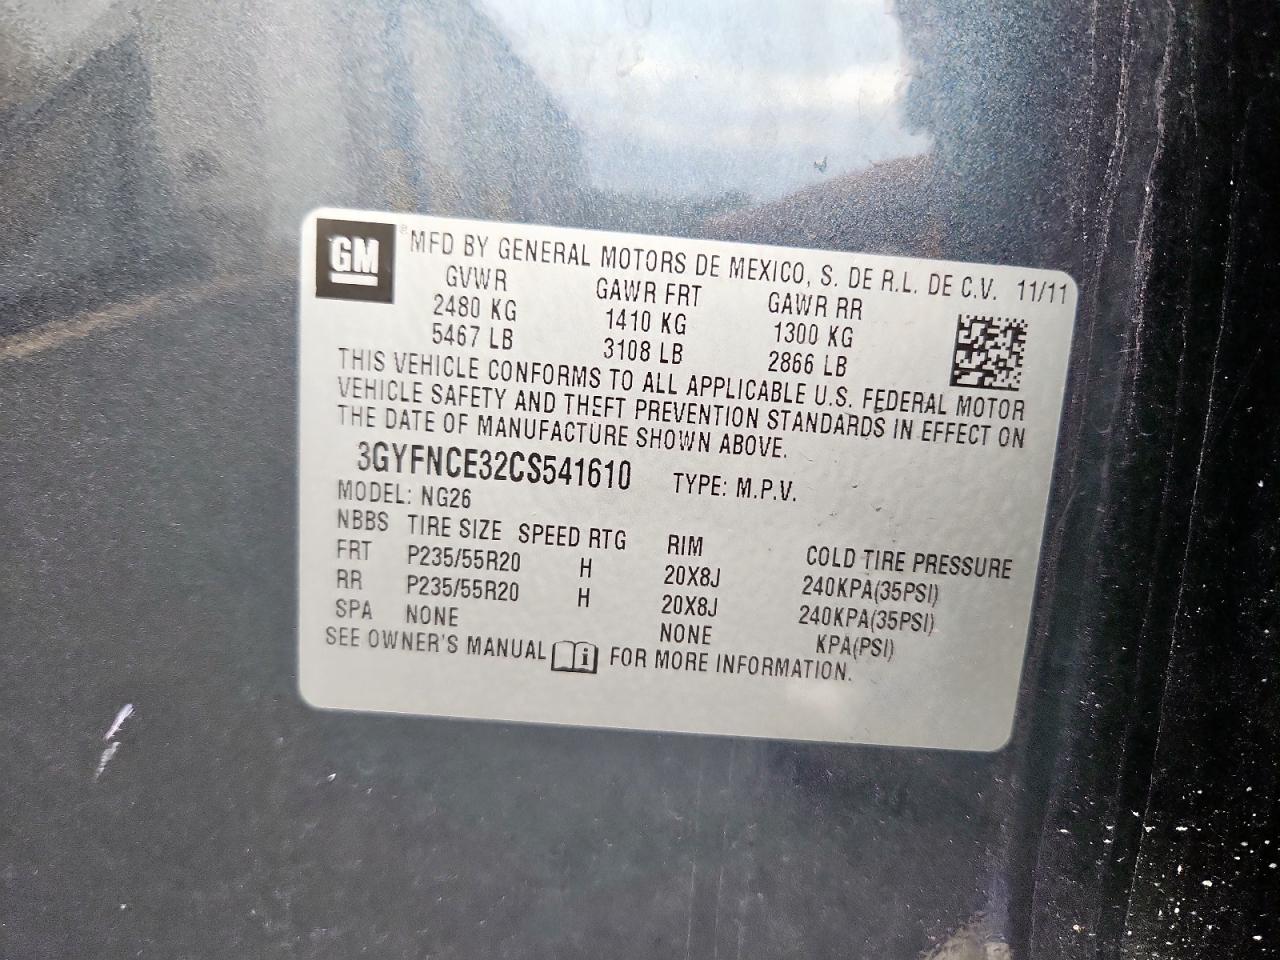 GM ® MFD BY GENERAL MOTORS DE MEXICO, S. DE R.L. DE C.V. 11/11
GVWR GAWR FRT GAWR RR
2480 KG 1410 KG 1300 KG
5467 LB 3108 LB 2866 LB
THIS VEHICLE CONFORMS TO ALL APPLICABLE U.S. FEDERAL MOTOR
VEHICLE SAFETY AND THEFT PREVENTION STANDARDS IN EFFECT ON
THE DATE OF MANUFACTURE SHOWN ABOVE.
3GYFNCE32CS541610 TYPE: M.P.V.
MODEL: NG26
NBBS TIRE SIZE SPEED RTG RIM COLD TIRE PRESSURE
FRT P235/55R20 H 20X8J 240KPA(35PSI)
RR P235/55R20 H 20X8J 240KPA(35PSI)
SPA NONE NONE KPA(PSI)
SEE OWNER'S MANUAL i FOR MORE INFORMATION.